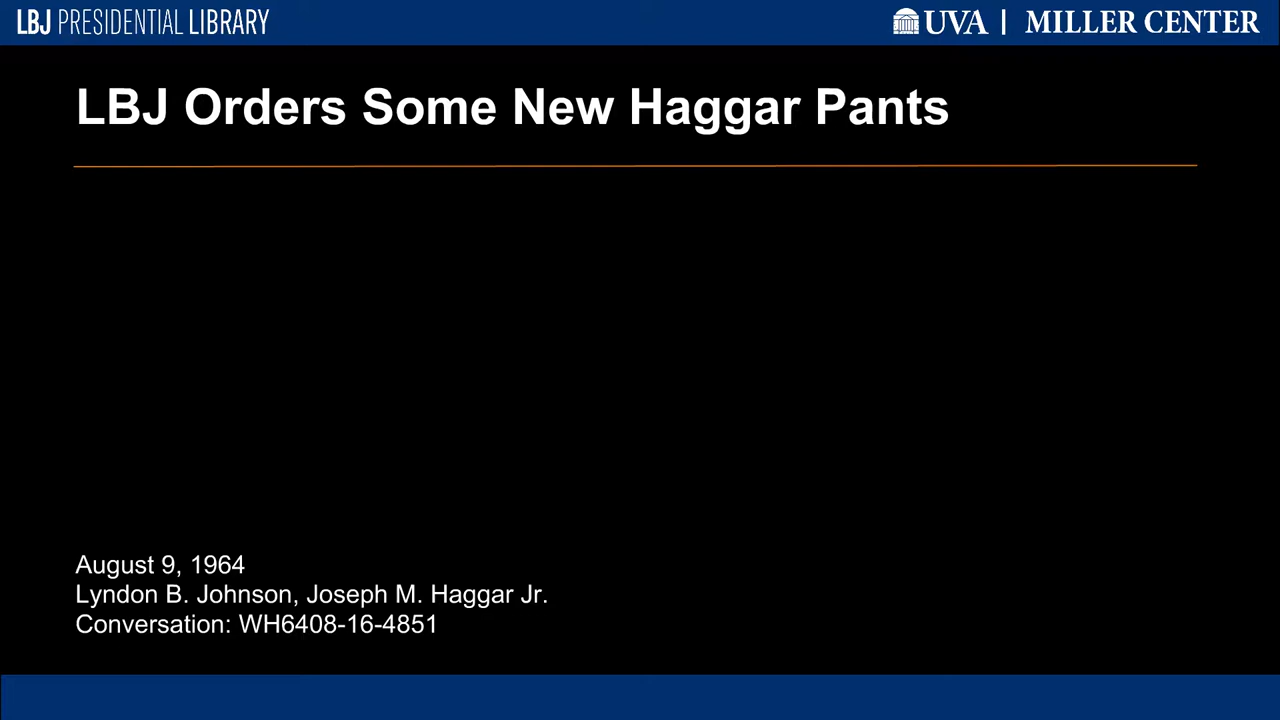 LBJ PRESIDENTIAL LIBRARY
UVA | MILLER CENTER
LBJ Orders Some New Haggar Pants
August 9, 1964
Lyndon B. Johnson, Joseph M. Haggar Jr.
Conversation: WH6408-16-4851